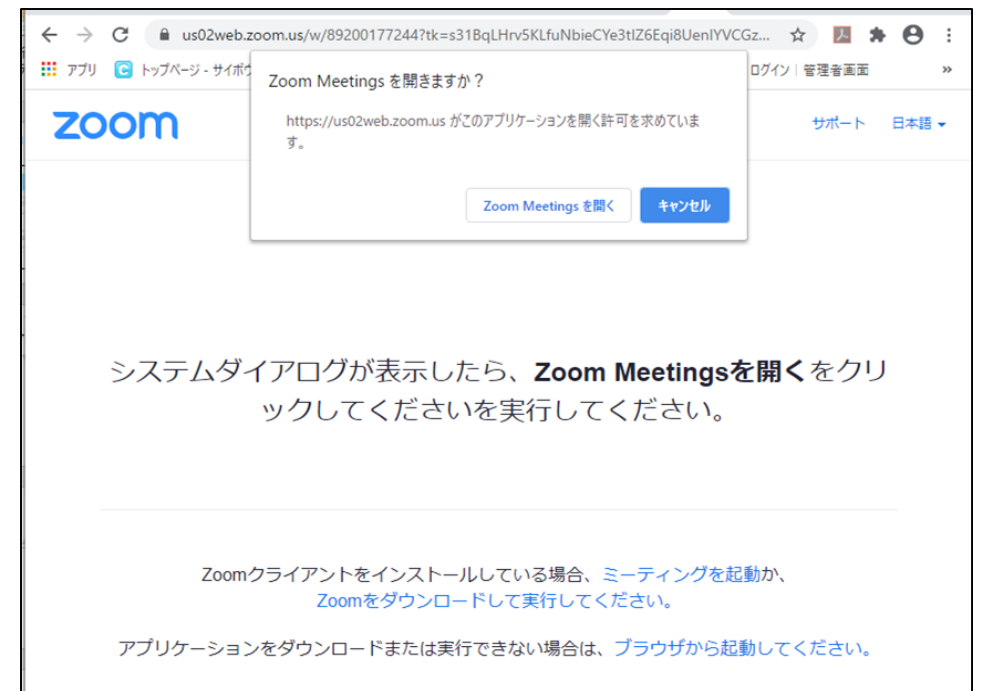 us02web.zoom.us/w/89200177244?tk=s31BqLHrv5KLfuNbieCYe3tIZ6Eqi8UenIYVCGz...
アプリ トップページ - サイボウ ログイン | 管理者画面 »
Zoom Meetings を開きますか？
https://us02web.zoom.us がこのアプリケーションを開く許可を求めていま
す。
Zoom Meetings を開く キャンセル
zoom サポート 日本語
システムダイアログが表示したら、Zoom Meetingsを開くをクリ
ックしてくださいを実行してください。
Zoomクライアントをインストールしている場合、ミーティングを起動か、
Zoomをダウンロードして実行してください。
アプリケーションをダウンロードまたは実行できない場合は、ブラウザから起動してください。